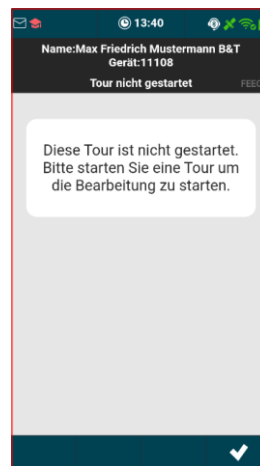 13:40
Name:Max Friedrich Mustermann B&T
Gerät:11108
Tour nicht gestartet
FEEC
Diese Tour ist nicht gestartet.
Bitte starten Sie eine Tour um
die Bearbeitung zu starten.